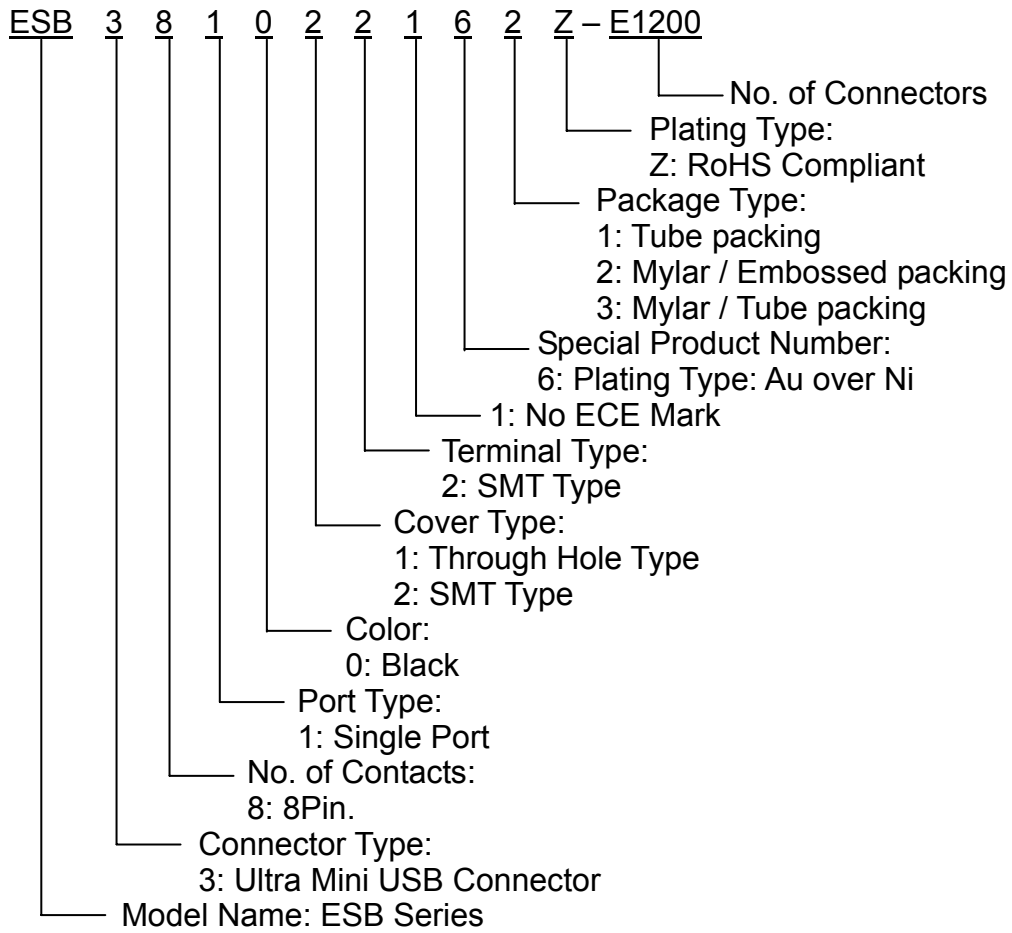 ESB 3 8 1 0 2 2 1 6 2 Z – E1200
No. of Connectors
Plating Type:
Z: RoHS Compliant
Package Type:
1: Tube packing
2: Mylar / Embossed packing
3: Mylar / Tube packing
Special Product Number:
6: Plating Type: Au over Ni
1: No ECE Mark
Terminal Type:
2: SMT Type
Cover Type:
1: Through Hole Type
2: SMT Type
Color:
0: Black
Port Type:
1: Single Port
No. of Contacts:
8: 8Pin.
Connector Type:
3: Ultra Mini USB Connector
Model Name: ESB Series